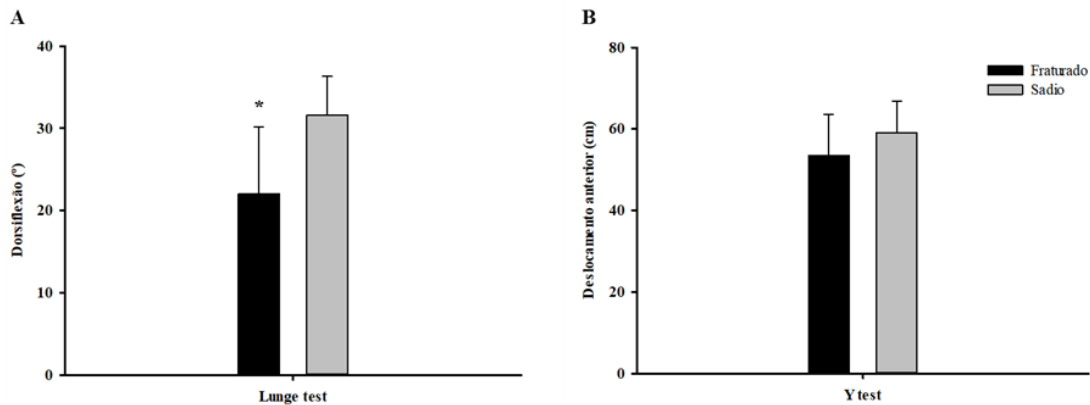 A
Dorsiflexão (º)
40
30
20
10
0
*
Lunge test
B
Deslocamento anterior (cm)
80
60
40
20
0
Fraturado
Sadio
Y test